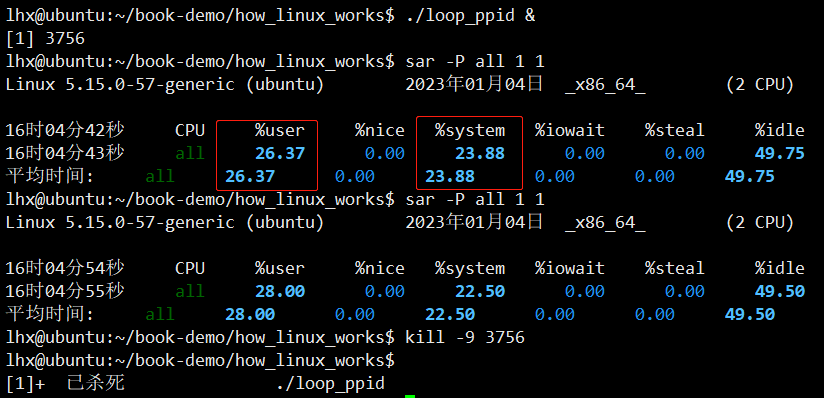 lhx@ubuntu:~/book-demo/how_linux_works$ ./loop_ppid &
[1] 3756
lhx@ubuntu:~/book-demo/how_linux_works$ sar -P all 1 1
Linux 5.15.0-57-generic (ubuntu) 2023年01月04日 _x86_64_ (2 CPU)
16时04分42秒 CPU %user %nice %system %iowait %steal %idle
16时04分43秒 all 26.37 0.00 23.88 0.00 0.00 49.75
平均时间: all 26.37 0.00 23.88 0.00 0.00 49.75
lhx@ubuntu:~/book-demo/how_linux_works$ sar -P all 1 1
Linux 5.15.0-57-generic (ubuntu) 2023年01月04日 _x86_64_ (2 CPU)
16时04分54秒 CPU %user %nice %system %iowait %steal %idle
16时04分55秒 all 28.00 0.00 22.50 0.00 0.00 49.50
平均时间: all 28.00 0.00 22.50 0.00 0.00 49.50
lhx@ubuntu:~/book-demo/how_linux_works$ kill -9 3756
lhx@ubuntu:~/book-demo/how_linux_works$
[1]+ 已杀死 ./loop_ppid